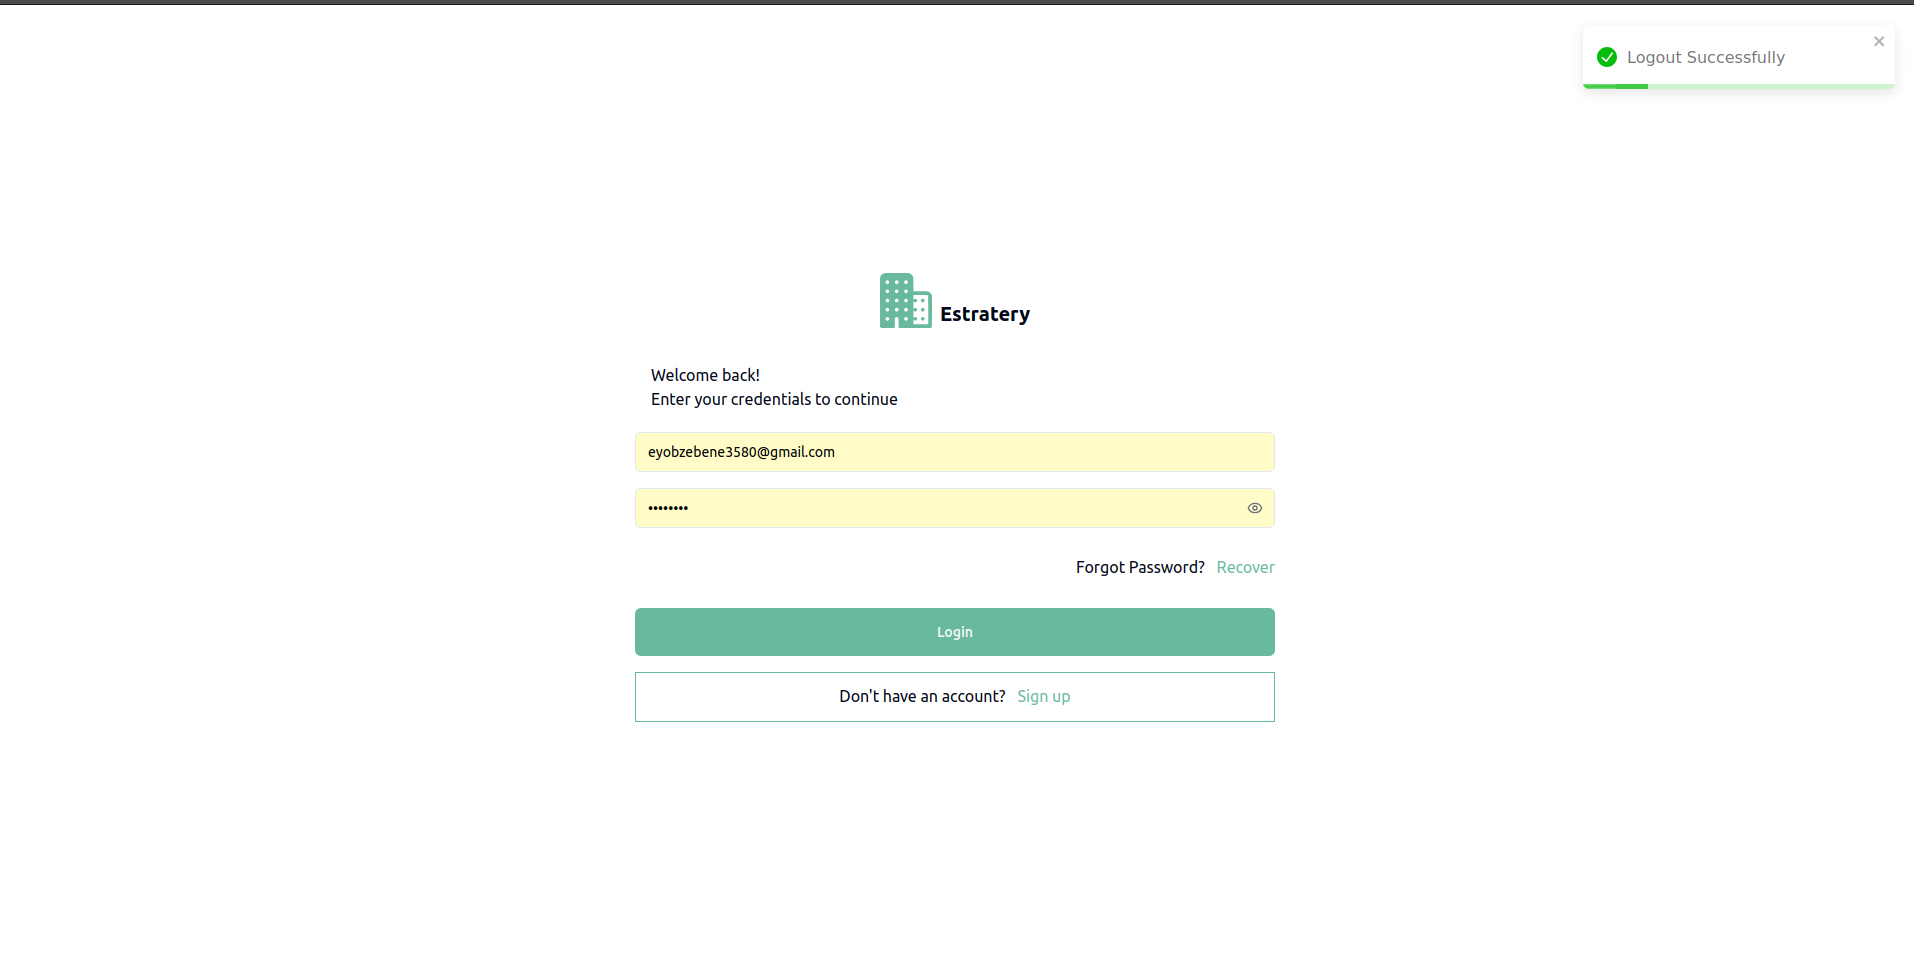 Logout Successfully
Estratery
Welcome back!
Enter your credentials to continue
eyobzebene3580@gmail.com
••••••••
Forgot Password? Recover
Login
Don't have an account? Sign up